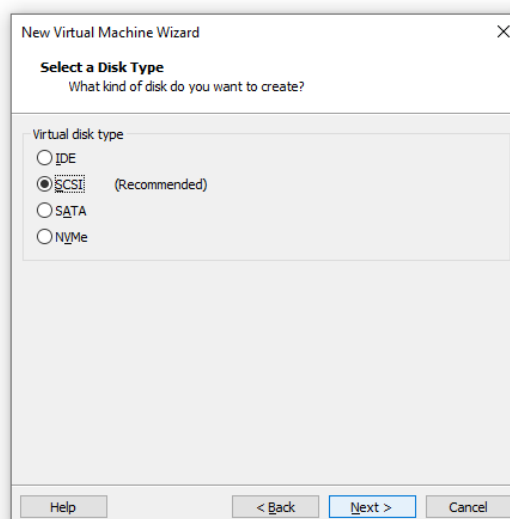 New Virtual Machine Wizard
Select a Disk Type
What kind of disk do you want to create?
Virtual disk type
IDE
SCSI (Recommended)
SATA
NVMe
Help < Back Next > Cancel